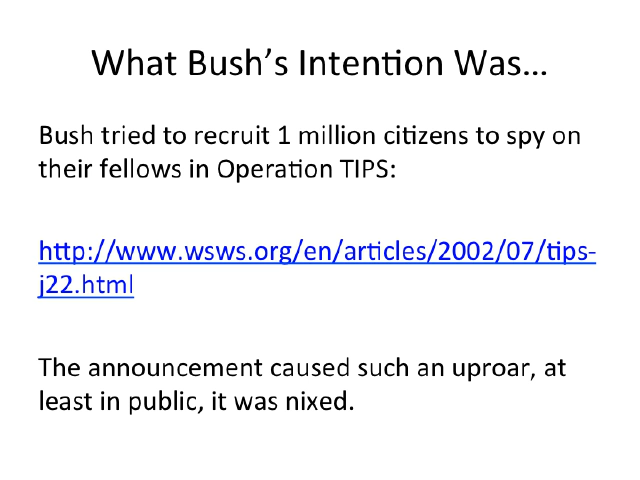 What Bush’s Intention Was…
Bush tried to recruit 1 million citizens to spy on
their fellows in Operation TIPS:
http://www.wsws.org/en/articles/2002/07/tips-
j22.html
The announcement caused such an uproar, at
least in public, it was nixed.